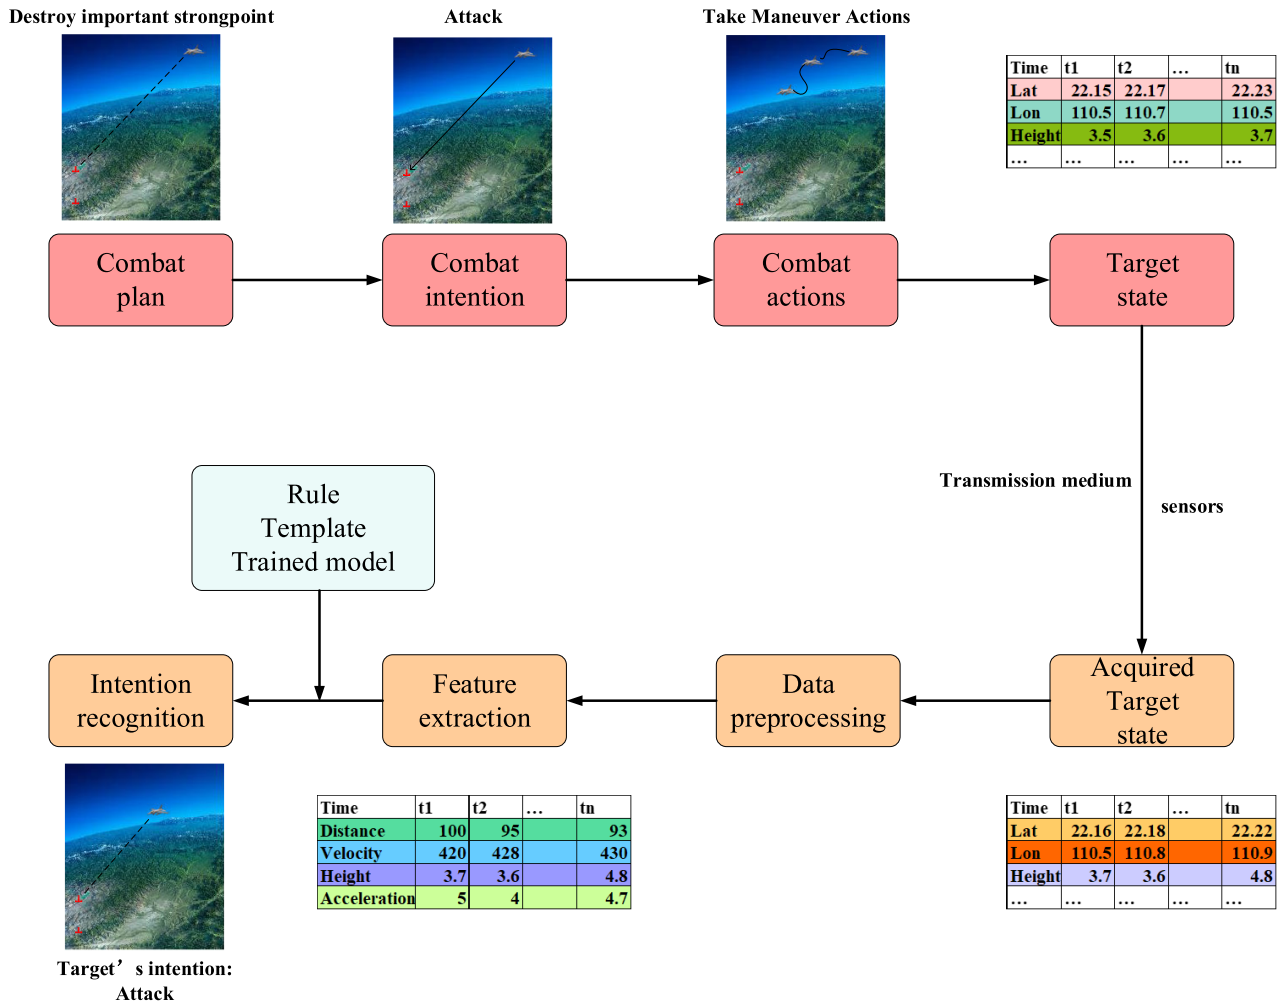 Destroy important strongpoint
Attack
Take Maneuver Actions
Time t1 t2 … tn
Lat 22.15 22.17 22.23
Lon 110.5 110.7 110.5
Height 3.5 3.6 3.7
… … … … …
Combat
plan
Combat
intention
Combat
actions
Target
state
Transmission medium
sensors
Rule
Template
Trained model
Intention
recognition
Feature
extraction
Data
preprocessing
Acquired
Target
state
Time t1 t2 … tn
Distance 100 95 93
Velocity 420 428 430
Height 3.7 3.6 4.8
Acceleration 5 4 4.7
Time t1 t2 … tn
Lat 22.16 22.18 22.22
Lon 110.5 110.8 110.9
Height 3.7 3.6 4.8
… … … … …
Target’s intention:
Attack